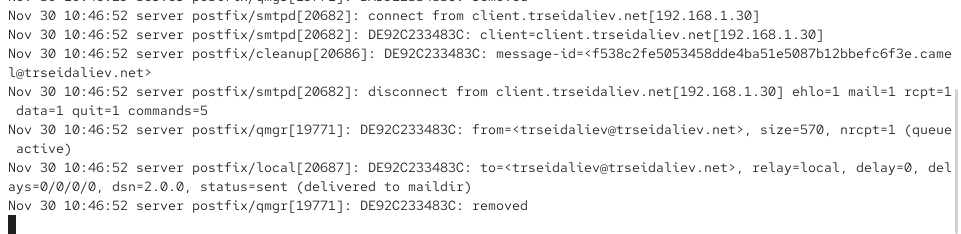 Nov 30 10:46:52 server postfix/smtpd[20682]: connect from client.trseidaliev.net[192.168.1.30]
Nov 30 10:46:52 server postfix/smtpd[20682]: DE92C233483C: client=client.trseidaliev.net[192.168.1.30]
Nov 30 10:46:52 server postfix/cleanup[20686]: DE92C233483C: message-id=<f538c2fe5053458dde4ba51e5087b12bbefc6f3e.came
l@trseidaliev.net>
Nov 30 10:46:52 server postfix/smtpd[20682]: disconnect from client.trseidaliev.net[192.168.1.30] ehlo=1 mail=1 rcpt=1
 data=1 quit=1 commands=5
Nov 30 10:46:52 server postfix/qmgr[19771]: DE92C233483C: from=<trseidaliev@trseidaliev.net>, size=570, nrcpt=1 (queue
 active)
Nov 30 10:46:52 server postfix/local[20687]: DE92C233483C: to=<trseidaliev@trseidaliev.net>, relay=local, delay=0, del
ays=0/0/0/0, dsn=2.0.0, status=sent (delivered to maildir)
Nov 30 10:46:52 server postfix/qmgr[19771]: DE92C233483C: removed